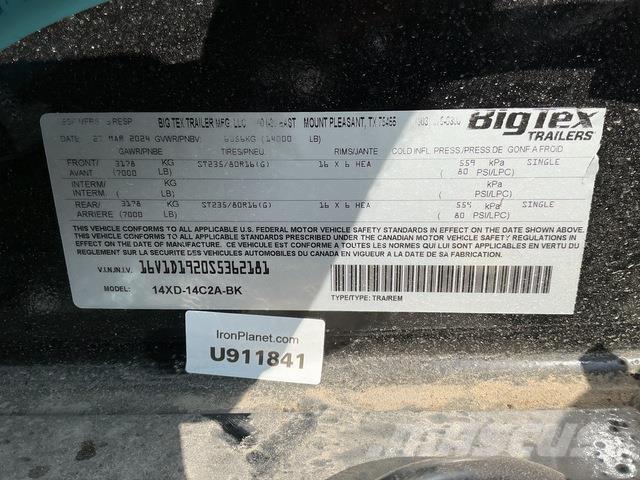 BIG TEX TRAILER MFG. LLC MOUNT PLEASANT, TX 75455
BigTex
TRAILERS
DATE: 27 MAR 2024 GVWR/PNBV: (14000 LB)
GAWR/PNBE TIRES/PNEU RIMS/JANTE COLD INFL. PRESS/PRESS DE GONF A FROID
FRONT/ 3178 KG ST235/80R16(G) 16 X 6 HEA 559 kPa SINGLE
AVANT (7000 LB) ( 80 PSI/LPC)
INTERM/ KG kPa
INTERM. ( LB) ( PSI/LPC)
REAR/ 3178 KG ST235/80R16(G) 16 X 6 HEA 559 kPa SINGLE
ARRIERE (7000 LB) ( 80 PSI/LPC)
THIS VEHICLE CONFORMS TO ALL APPLICABLE U.S. FEDERAL MOTOR VEHICLE SAFETY STANDARDS IN EFFECT ON THE DATE OF
MANUFACTURE. THIS VEHICLE CONFORMS TO ALL APPLICABLE STANDARDS PRESCRIBED UNDER THE CANADIAN MOTOR VEHICLE SAFETY REGULATIONS IN EFFECT
ON THE DATE OF MANUFACTURE. CE VEHICULE EST CONFORME A TOUTES LES NORMES QUI LUI SONT APPLICABLES EN VERTU DU
REGLEMENT SUR LA SECURITE DES VEHICULES AUTOMOBILES DU CANADA EN VIGUEUR A LA DATE DE SA FABRICATION.
V.I.N./N.I.V. 16V1D1920S5362181
MODEL: 14XD-14C2A-BK TYPE/TYPE: TRA/REM
IronPlanet.com
U911841
MASCUS